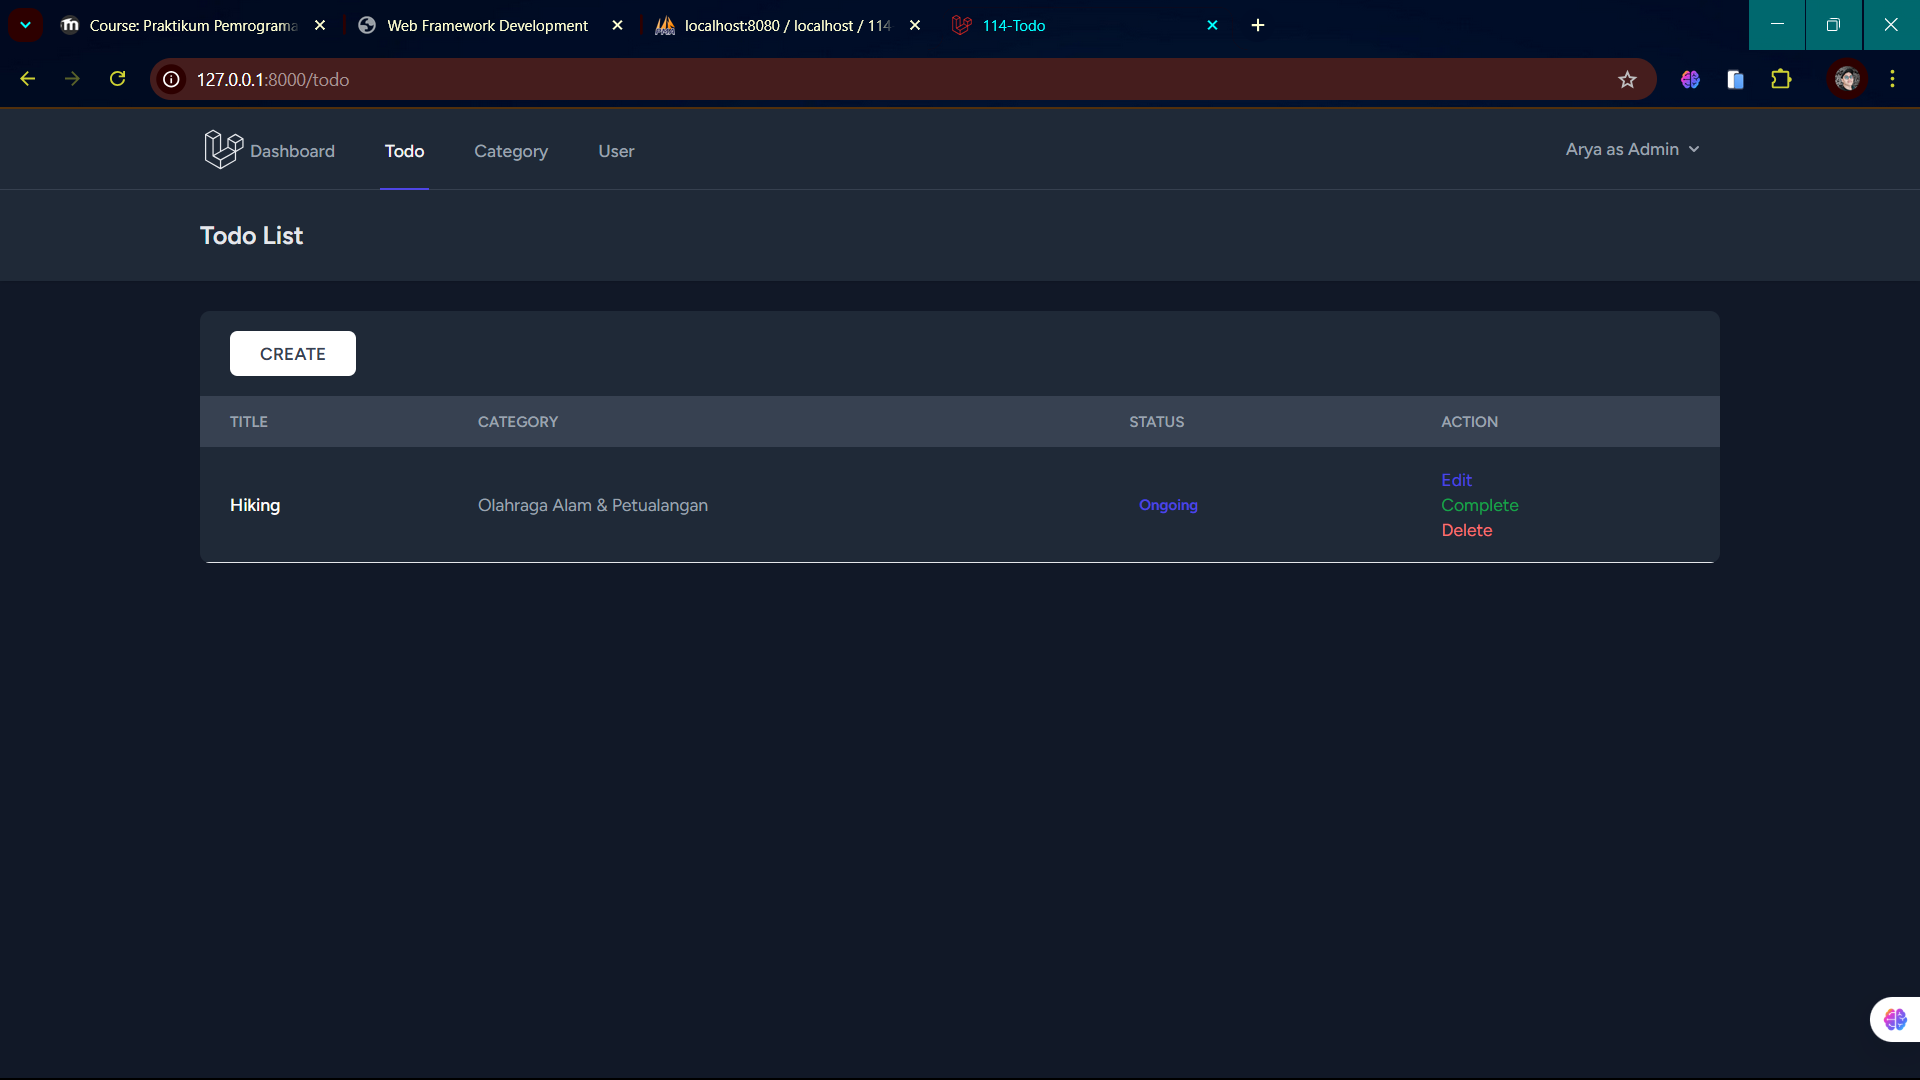 Course: Praktikum Pemrograma
Web Framework Development
localhost:8080 / localhost / 114
114-Todo
127.0.0.1:8000/todo
Dashboard
Todo
Category
User
Arya as Admin
Todo List
CREATE
TITLE
CATEGORY
STATUS
ACTION
Hiking
Olahraga Alam & Petualangan
Ongoing
Edit
Complete
Delete